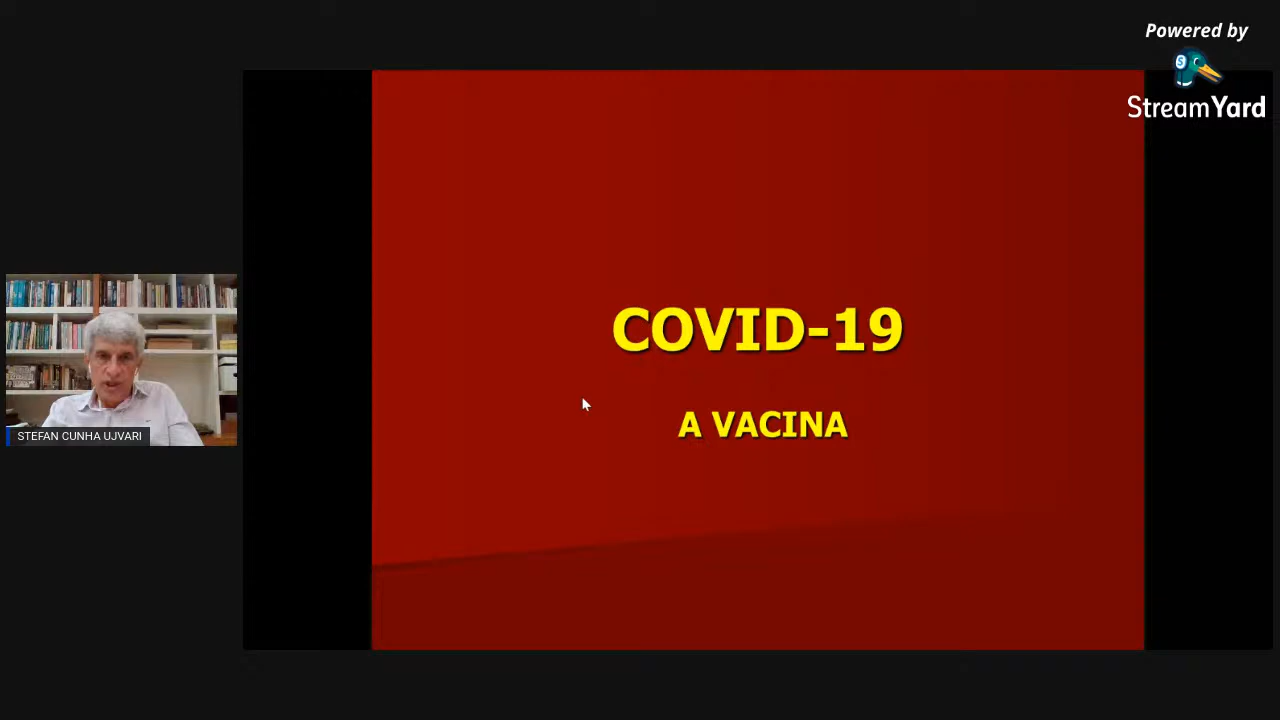 Powered by
StreamYard
COVID-19
A VACINA
STEFAN CUNHA UJVARI